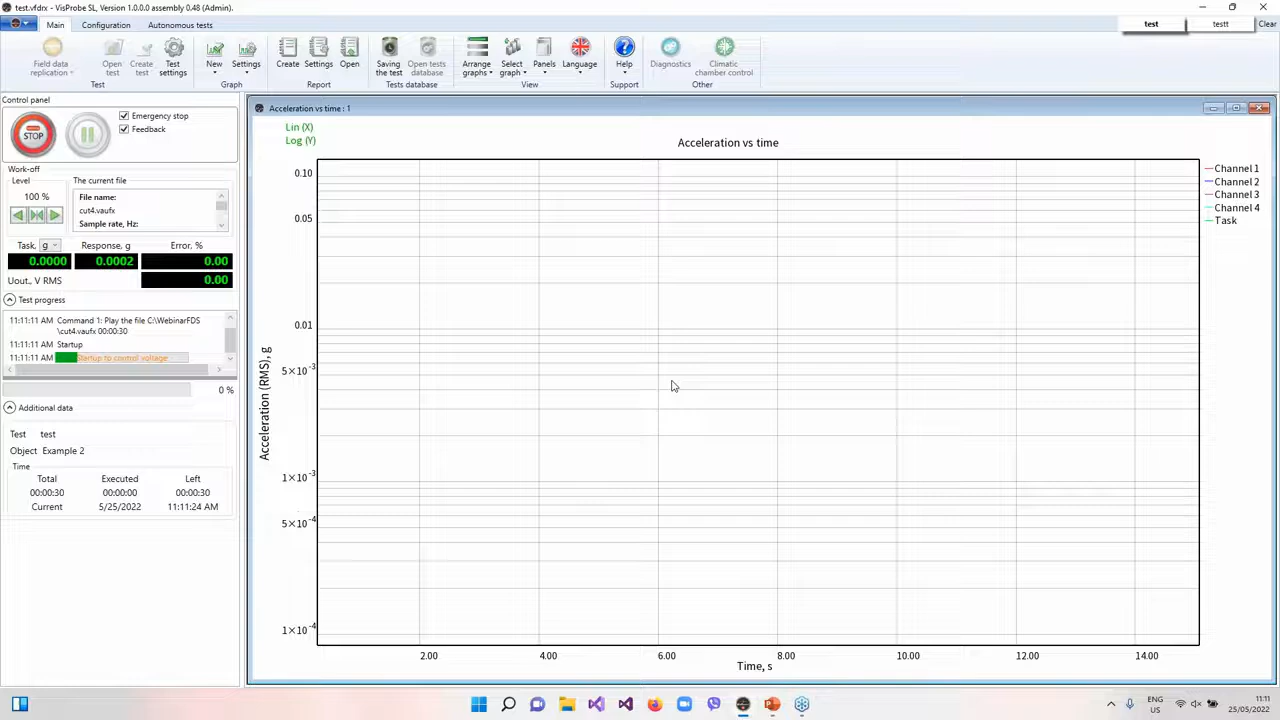 test.vfdrx - VisProbe SL, Version 1.0.0.0 assembly 0.48 (Admin).
Main
Configuration
Autonomous tests
test
testt
Clear
Field data replication
Open test
Create test
Test settings
Test
New
Settings
Graph
Create
Settings
Open
Report
Saving the test
Open tests database
Tests database
Arrange graphs
Select graph
Panels
Language
View
Help
Support
Diagnostics
Climatic chamber control
Other
Control panel
STOP
Emergency stop
Feedback
Work-off
Level
100 %
The current file
File name:
cut4.vaufx
Sample rate, Hz:
Task, g
Response, g
Error, %
0.0000
0.0002
0.00
Uout., V RMS
0.00
Test progress
11:11:11 AM Command 1: Play the file C:\WebinarFDS
\cut4.vaufx 00:00:30
11:11:11 AM Startup
11:11:11 AM Startup to control voltage
0 %
Additional data
Test test
Object Example 2
Time
Total Executed Left
00:00:30 00:00:00 00:00:30
Current 5/25/2022 11:11:24 AM
Acceleration vs time : 1
Lin (X)
Log (Y)
Acceleration vs time
Channel 1
Channel 2
Channel 3
Channel 4
Task
0.10
0.05
0.01
5×10⁻³
1×10⁻³
5×10⁻⁴
1×10⁻⁴
Acceleration (RMS), g
2.00 4.00 6.00 8.00 10.00 12.00 14.00
Time, s
ENG
US
11:11
25/05/2022